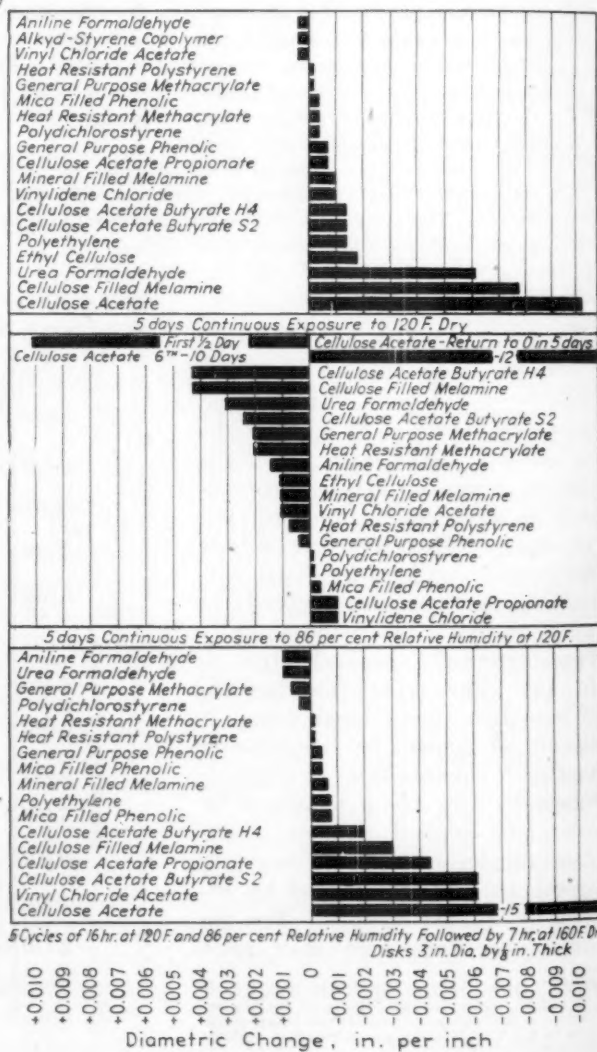 Aniline Formaldehyde
Alkyd-Styrene Copolymer
Vinyl Chloride Acetate
Heat Resistant Polystyrene
General Purpose Methacrylate
Mica Filled Phenolic
Heat Resistant Methacrylate
Polydichlorostyrene
General Purpose Phenolic
Cellulose Acetate Propionate
Mineral Filled Melamine
Vinylidene Chloride
Cellulose Acetate Butyrate H4
Cellulose Acetate Butyrate S2
Polyethylene
Ethyl Cellulose
Urea Formaldehyde
Cellulose Filled Melamine
Cellulose Acetate
5 days Continuous Exposure to 120 F. Dry
First 1/2 Day
Cellulose Acetate-Return to 0 in 5 days
Cellulose Acetate 6TH-10 Days
-12
Cellulose Acetate Butyrate H4
Cellulose Filled Melamine
Urea Formaldehyde
Cellulose Acetate Butyrate S2
General Purpose Methacrylate
Heat Resistant Methacrylate
Aniline Formaldehyde
Ethyl Cellulose
Mineral Filled Melamine
Vinyl Chloride Acetate
Heat Resistant Polystyrene
General Purpose Phenolic
Polydichlorostyrene
Polyethylene
Mica Filled Phenolic
Cellulose Acetate Propionate
Vinylidene Chloride
5 days Continuous Exposure to 86 per cent Relative Humidity at 120 F.
Aniline Formaldehyde
Urea Formaldehyde
General Purpose Methacrylate
Polydichlorostyrene
Heat Resistant Methacrylate
Heat Resistant Polystyrene
General Purpose Phenolic
Mica Filled Phenolic
Mineral Filled Melamine
Polyethylene
Mica Filled Phenolic
Cellulose Acetate Butyrate H4
Cellulose Filled Melamine
Cellulose Acetate Propionate
Cellulose Acetate Butyrate S2
Vinyl Chloride Acetate
Cellulose Acetate
-15
5 Cycles of 16 hr. at 120 F. and 86 per cent Relative Humidity Followed by 7 hr. at 160 F.
Disks 3 in. Dia. by 1/8 in. Thick
+0.010
+0.009
+0.008
+0.007
+0.006
+0.005
+0.004
+0.003
+0.002
+0.001
0
-0.001
-0.002
-0.003
-0.004
-0.005
-0.006
-0.007
-0.008
-0.009
-0.010
Diametric Change, in. per inch